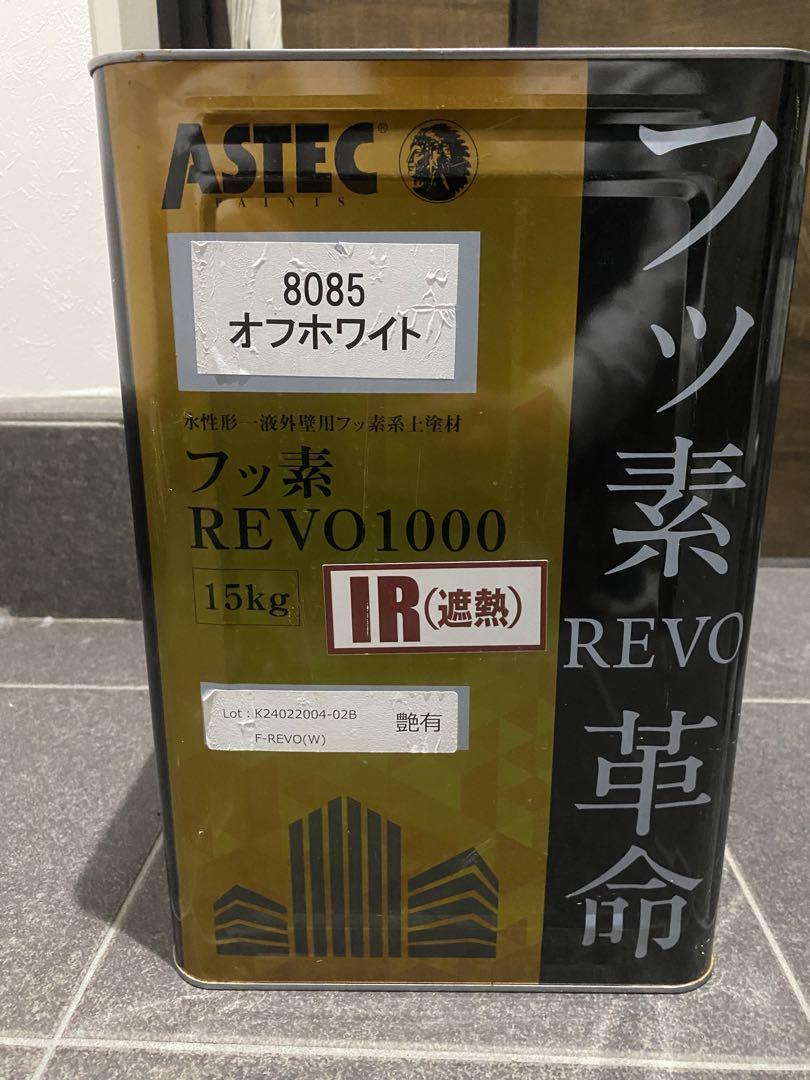 ASTEC®
PAINTS
8085
オフホワイト
水性形一液外壁用フッ素系上塗材
フッ素
REVO1000
15kg
IR(遮熱)
Lot：K24022004-02B
F-REVO(W)
艶有
フッ素
REVO
革命